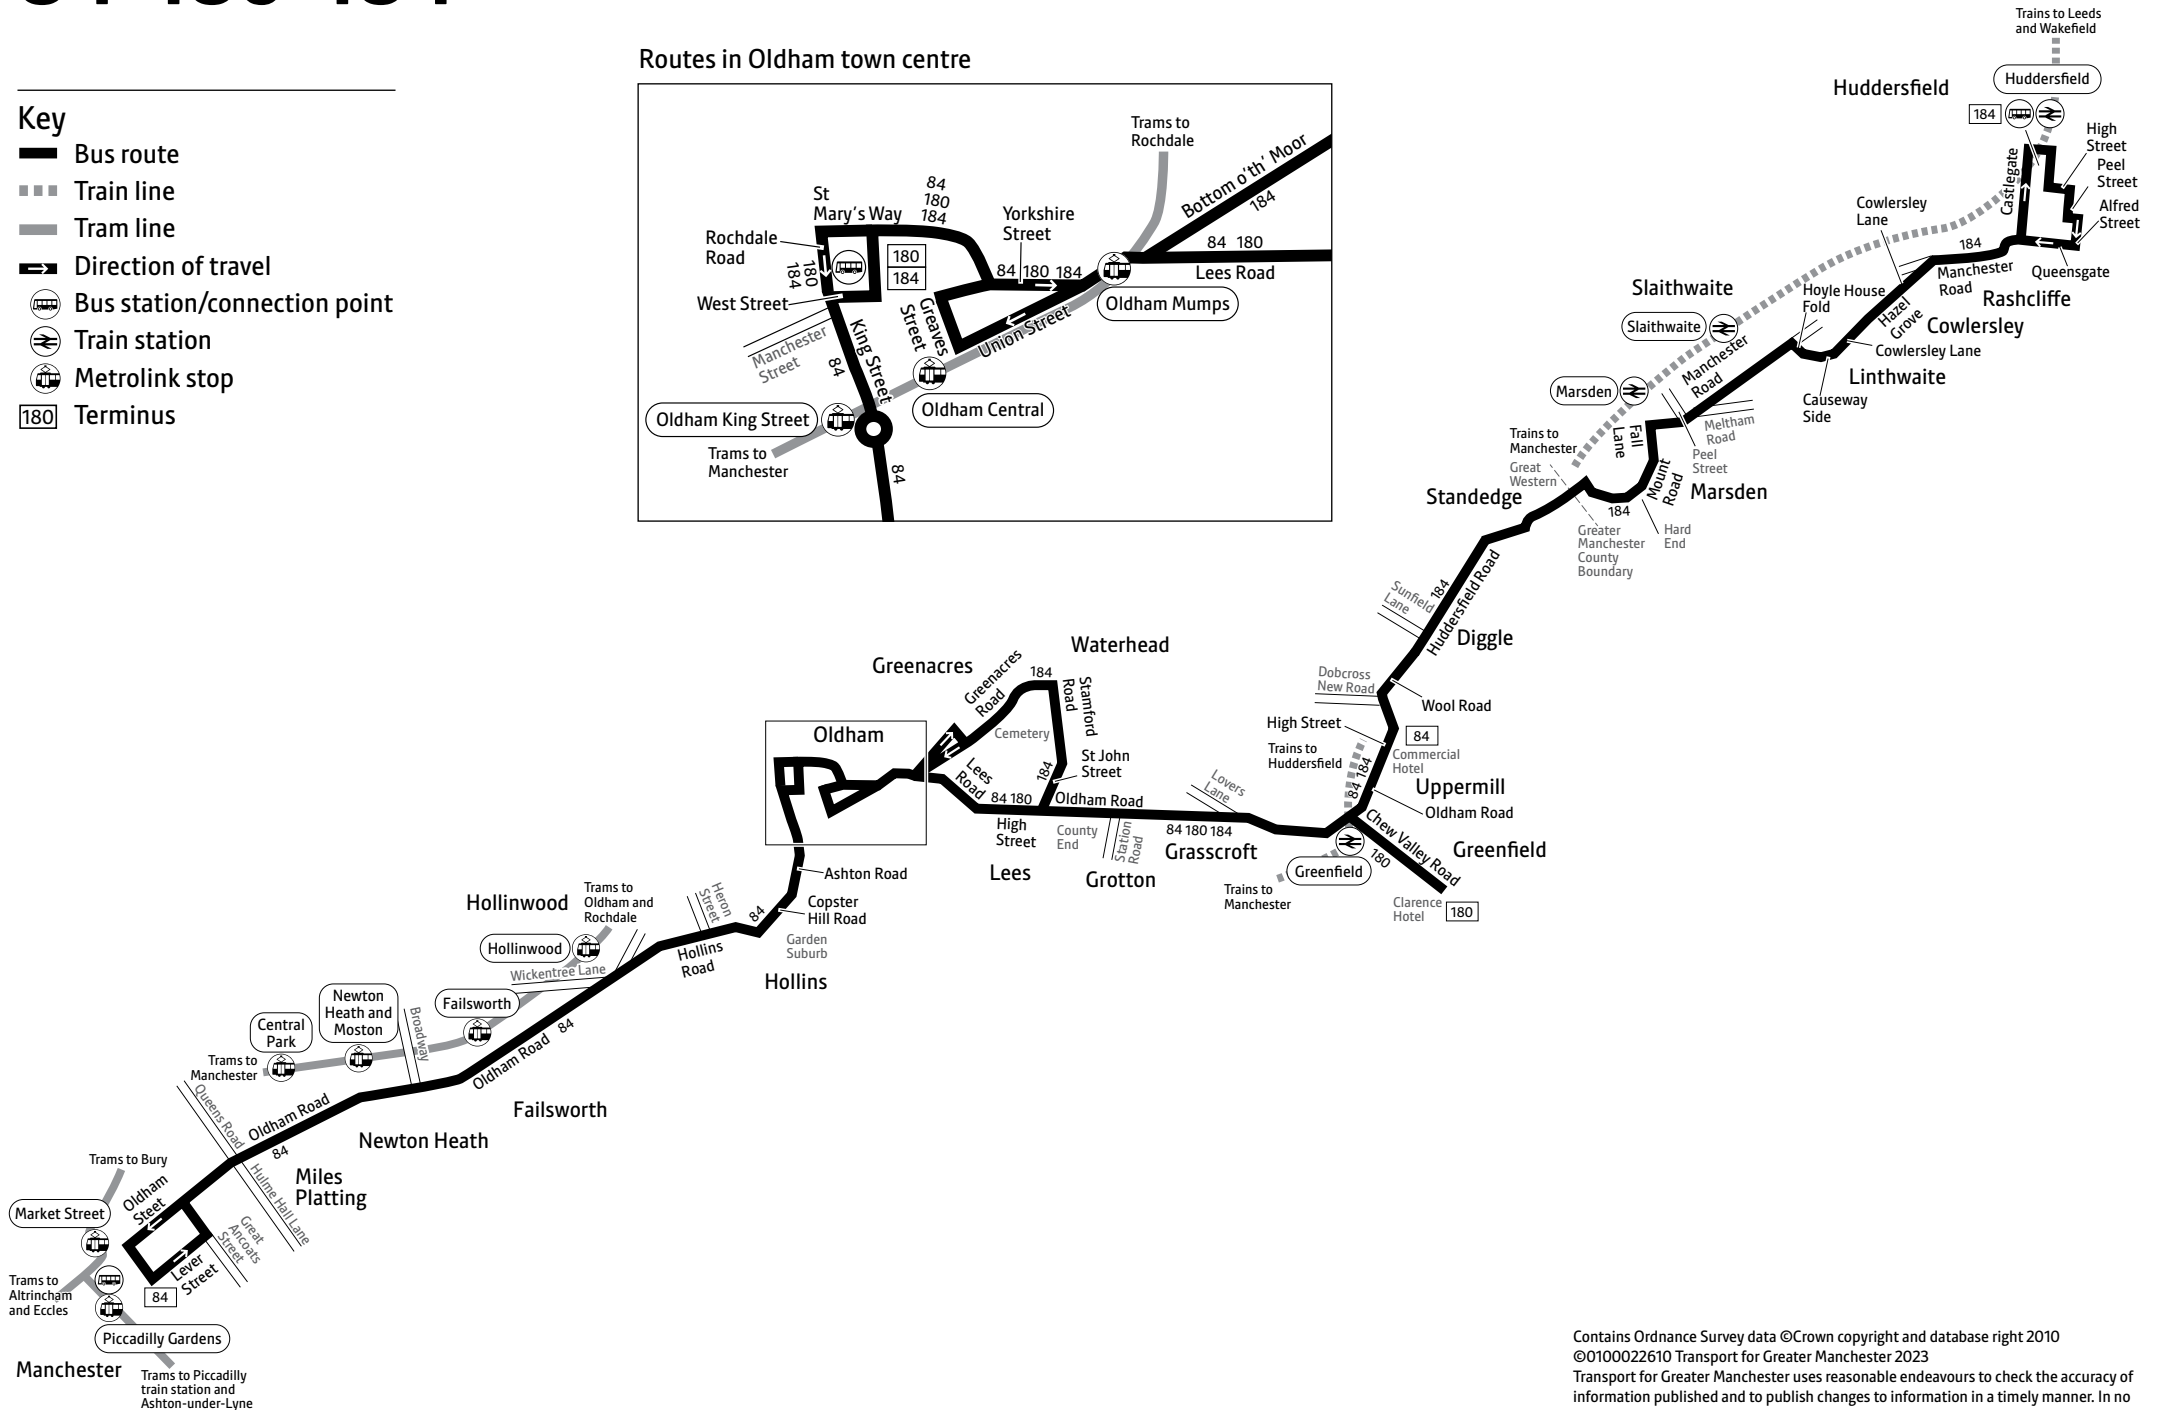 Key
Bus route
Train line
Tram line
Direction of travel
Bus station/connection point
Train station
Metrolink stop
180 Terminus
Routes in Oldham town centre
Trams to
Rochdale
Bottom o'th' Moor
184
84
180
184
St
Mary's Way
Yorkshire
Street
Rochdale
Road
180
184
180
184
84 180 184
84 180
Lees Road
West Street
Greaves
Street
Union Street
Oldham Mumps
Manchester
Street
King Street
84
Oldham Central
Oldham King Street
Trams to
Manchester
84
Trains to Leeds
and Wakefield
Huddersfield
Huddersfield
184
High
Street
Peel
Street
Alfred
Street
Castlegate
Queensgate
Cowlersley
Lane
184
Manchester
Road
Rashcliffe
Slaithwaite
Hoyle House
Fold
Hazel
Grove
Cowlersley
Slaithwaite
Cowlersley Lane
Manchester
Road
Linthwaite
Marsden
Causeway
Side
Meltham
Road
Peel
Street
Fall
Lane
Trains to
Manchester
Great
Western
Mount
Road
Marsden
Standedge
184
Greater
Manchester
County
Boundary
Hard
End
Huddersfield Road
184
Sunfield
Lane
Diggle
Dobcross
New Road
Wool Road
High Street
84
Commercial
Hotel
Trains to
Huddersfield
84 184
Uppermill
Oldham Road
Chew Valley Road
Greenfield
180
Greenfield
Trains to
Manchester
Clarence
Hotel
180
Waterhead
Greenacres
Greenacres
Road
184
Stamford
Road
Cemetery
St John
Street
184
Oldham
Lees
Road
84 180
Oldham Road
Lovers
Lane
High
Street
County
End
Station
Road
84 180 184
Grasscroft
Lees
Grotton
Ashton Road
Copster
Hill Road
84
Garden
Suburb
Hollins
Heron
Street
Hollins
Road
Hollinwood
Trams to
Oldham and
Rochdale
Hollinwood
Wickentree Lane
Failsworth
Newton
Heath and
Moston
Central
Park
Broadway
Trams to
Manchester
Oldham Road
84
Failsworth
Queens Road
Oldham Road
84
Newton Heath
Hulme Hall Lane
Miles
Platting
Trams to Bury
Oldham
Steet
Market Street
Great
Ancoats
Street
Lever
Street
84
Trams to
Altrincham
and Eccles
Piccadilly Gardens
Manchester
Trams to Piccadilly
train station and
Ashton-under-Lyne
Contains Ordnance Survey data ©Crown copyright and database right 2010
©0100022610 Transport for Greater Manchester 2023
Transport for Greater Manchester uses reasonable endeavours to check the accuracy of
information published and to publish changes to information in a timely manner. In no